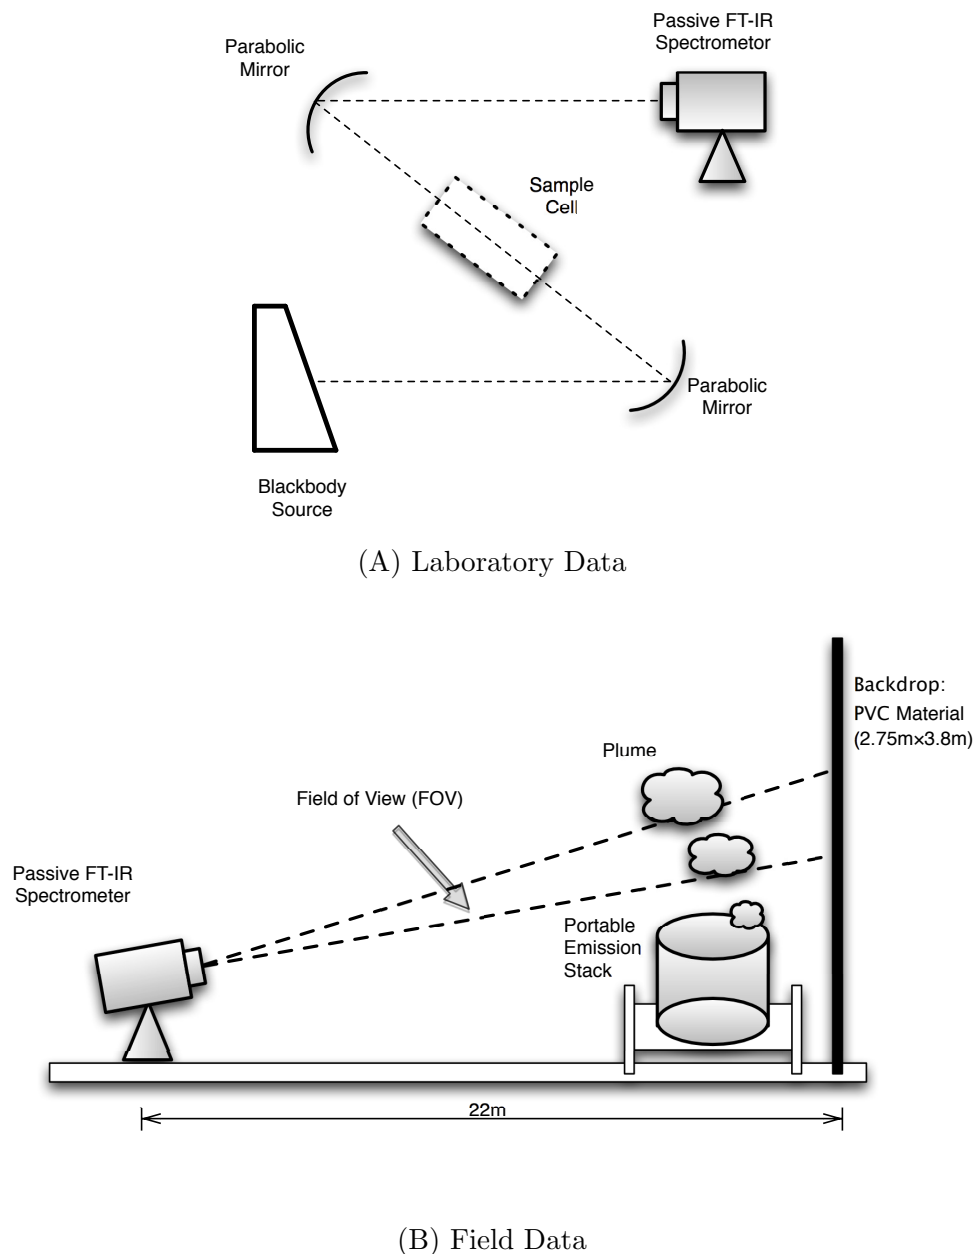 Parabolic
Mirror
Passive FT-IR
Spectrometor
Sample
Cell
Parabolic
Mirror
Blackbody
Source
(A) Laboratory Data
Backdrop:
PVC Material
(2.75m×3.8m)
Plume
Field of View (FOV)
Passive FT-IR
Spectrometer
Portable
Emission
Stack
22m
(B) Field Data